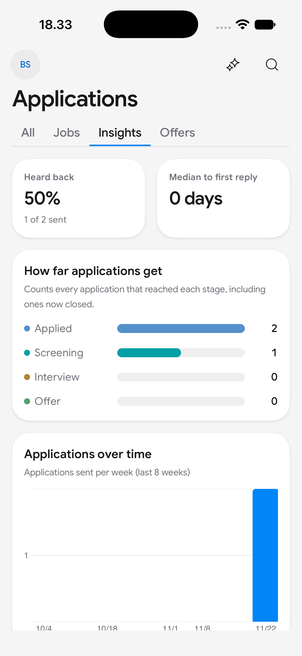 18.33
BS
Applications
All Jobs Insights Offers
Heard back
50%
1 of 2 sent
Median to first reply
0 days
How far applications get
Counts every application that reached each stage, including
ones now closed.
Applied 2
Screening 1
Interview 0
Offer 0
Applications over time
Applications sent per week (last 8 weeks)
1
10/4 10/18 11/1 11/8 11/22